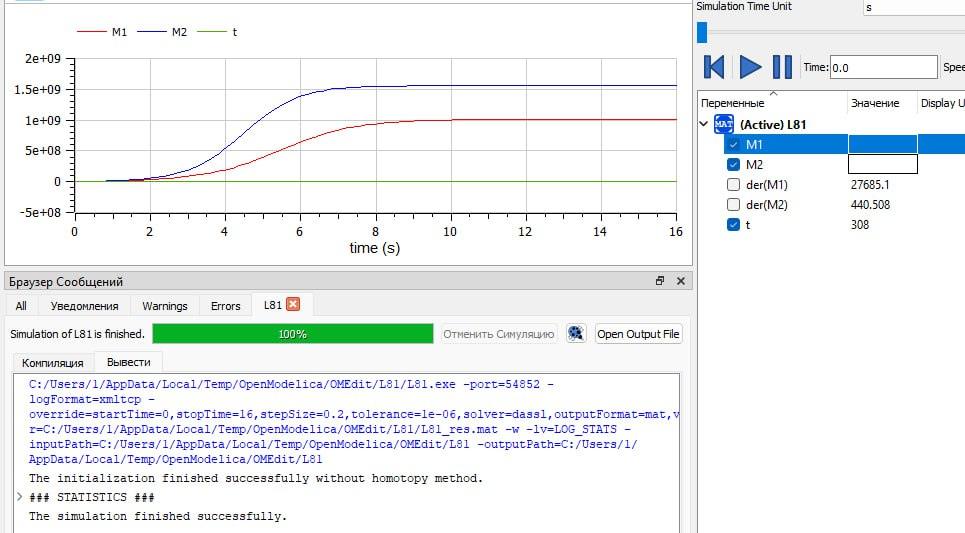 Simulation Time Unit
s
M1 M2 t
2e+09
1.5e+09
1e+09
5e+08
0
-5e+08
0 2 4 6 8 10 12 14 16
time (s)
Time: 0.0
Spee
Переменные Значение Display U
MAT (Active) L81
M1
M2
der(M1) 27685.1
der(M2) 440.508
t 308
Браузер Сообщений
All Уведомления Warnings Errors L81
Simulation of L81 is finished. 100% Отменить Симуляцию Open Output File
Компиляция Вывести
C:/Users/1/AppData/Local/Temp/OpenModelica/OMEdit/L81/L81.exe -port=54852 -
logFormat=xmltcp -
override=startTime=0,stopTime=16,stepSize=0.2,tolerance=1e-06,solver=dassl,outputFormat=mat,v
r=C:/Users/1/AppData/Local/Temp/OpenModelica/OMEdit/L81/L81_res.mat -w -lv=LOG_STATS -
inputPath=C:/Users/1/AppData/Local/Temp/OpenModelica/OMEdit/L81 -outputPath=C:/Users/1/
AppData/Local/Temp/OpenModelica/OMEdit/L81
The initialization finished successfully without homotopy method.
### STATISTICS ###
The simulation finished successfully.